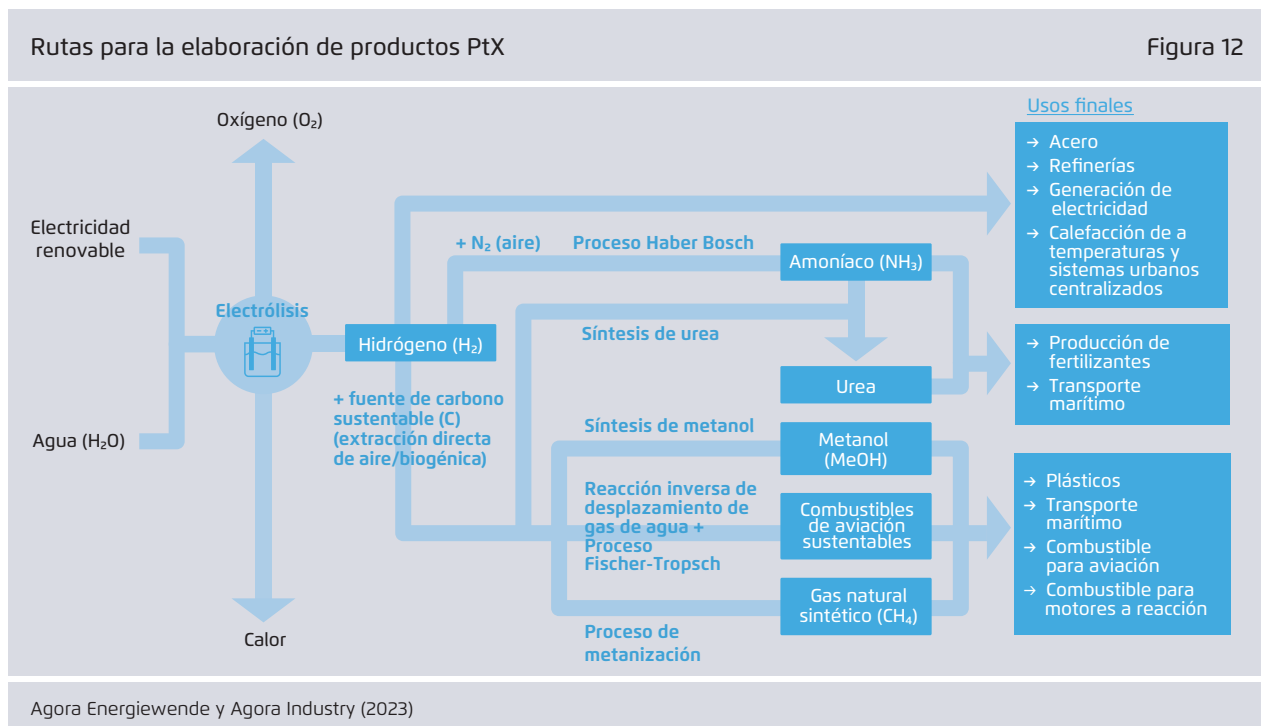 Rutas para la elaboración de productos PtX
Figura 12
Oxígeno (O₂)
Electricidad
renovable
Electrólisis
Agua (H₂O)
Calor
Hidrógeno (H₂)
+ N₂ (aire)
Proceso Haber Bosch
Amoníaco (NH₃)
Síntesis de urea
Urea
+ fuente de carbono
sustentable (C)
(extracción directa
de aire/biogénica)
Síntesis de metanol
Metanol
(MeOH)
Reacción inversa de
desplazamiento de
gas de agua +
Proceso
Fischer-Tropsch
Combustibles
de aviación
sustentables
Gas natural
sintético (CH₄)
Proceso de
metanización
Usos finales
→ Acero
→ Refinerías
→ Generación de
electricidad
→ Calefacción de a
temperaturas y
sistemas urbanos
centralizados
→ Producción de
fertilizantes
→ Transporte
marítimo
→ Plásticos
→ Transporte
marítimo
→ Combustible
para aviación
→ Combustible para
motores a reacción
Agora Energiewende y Agora Industry (2023)